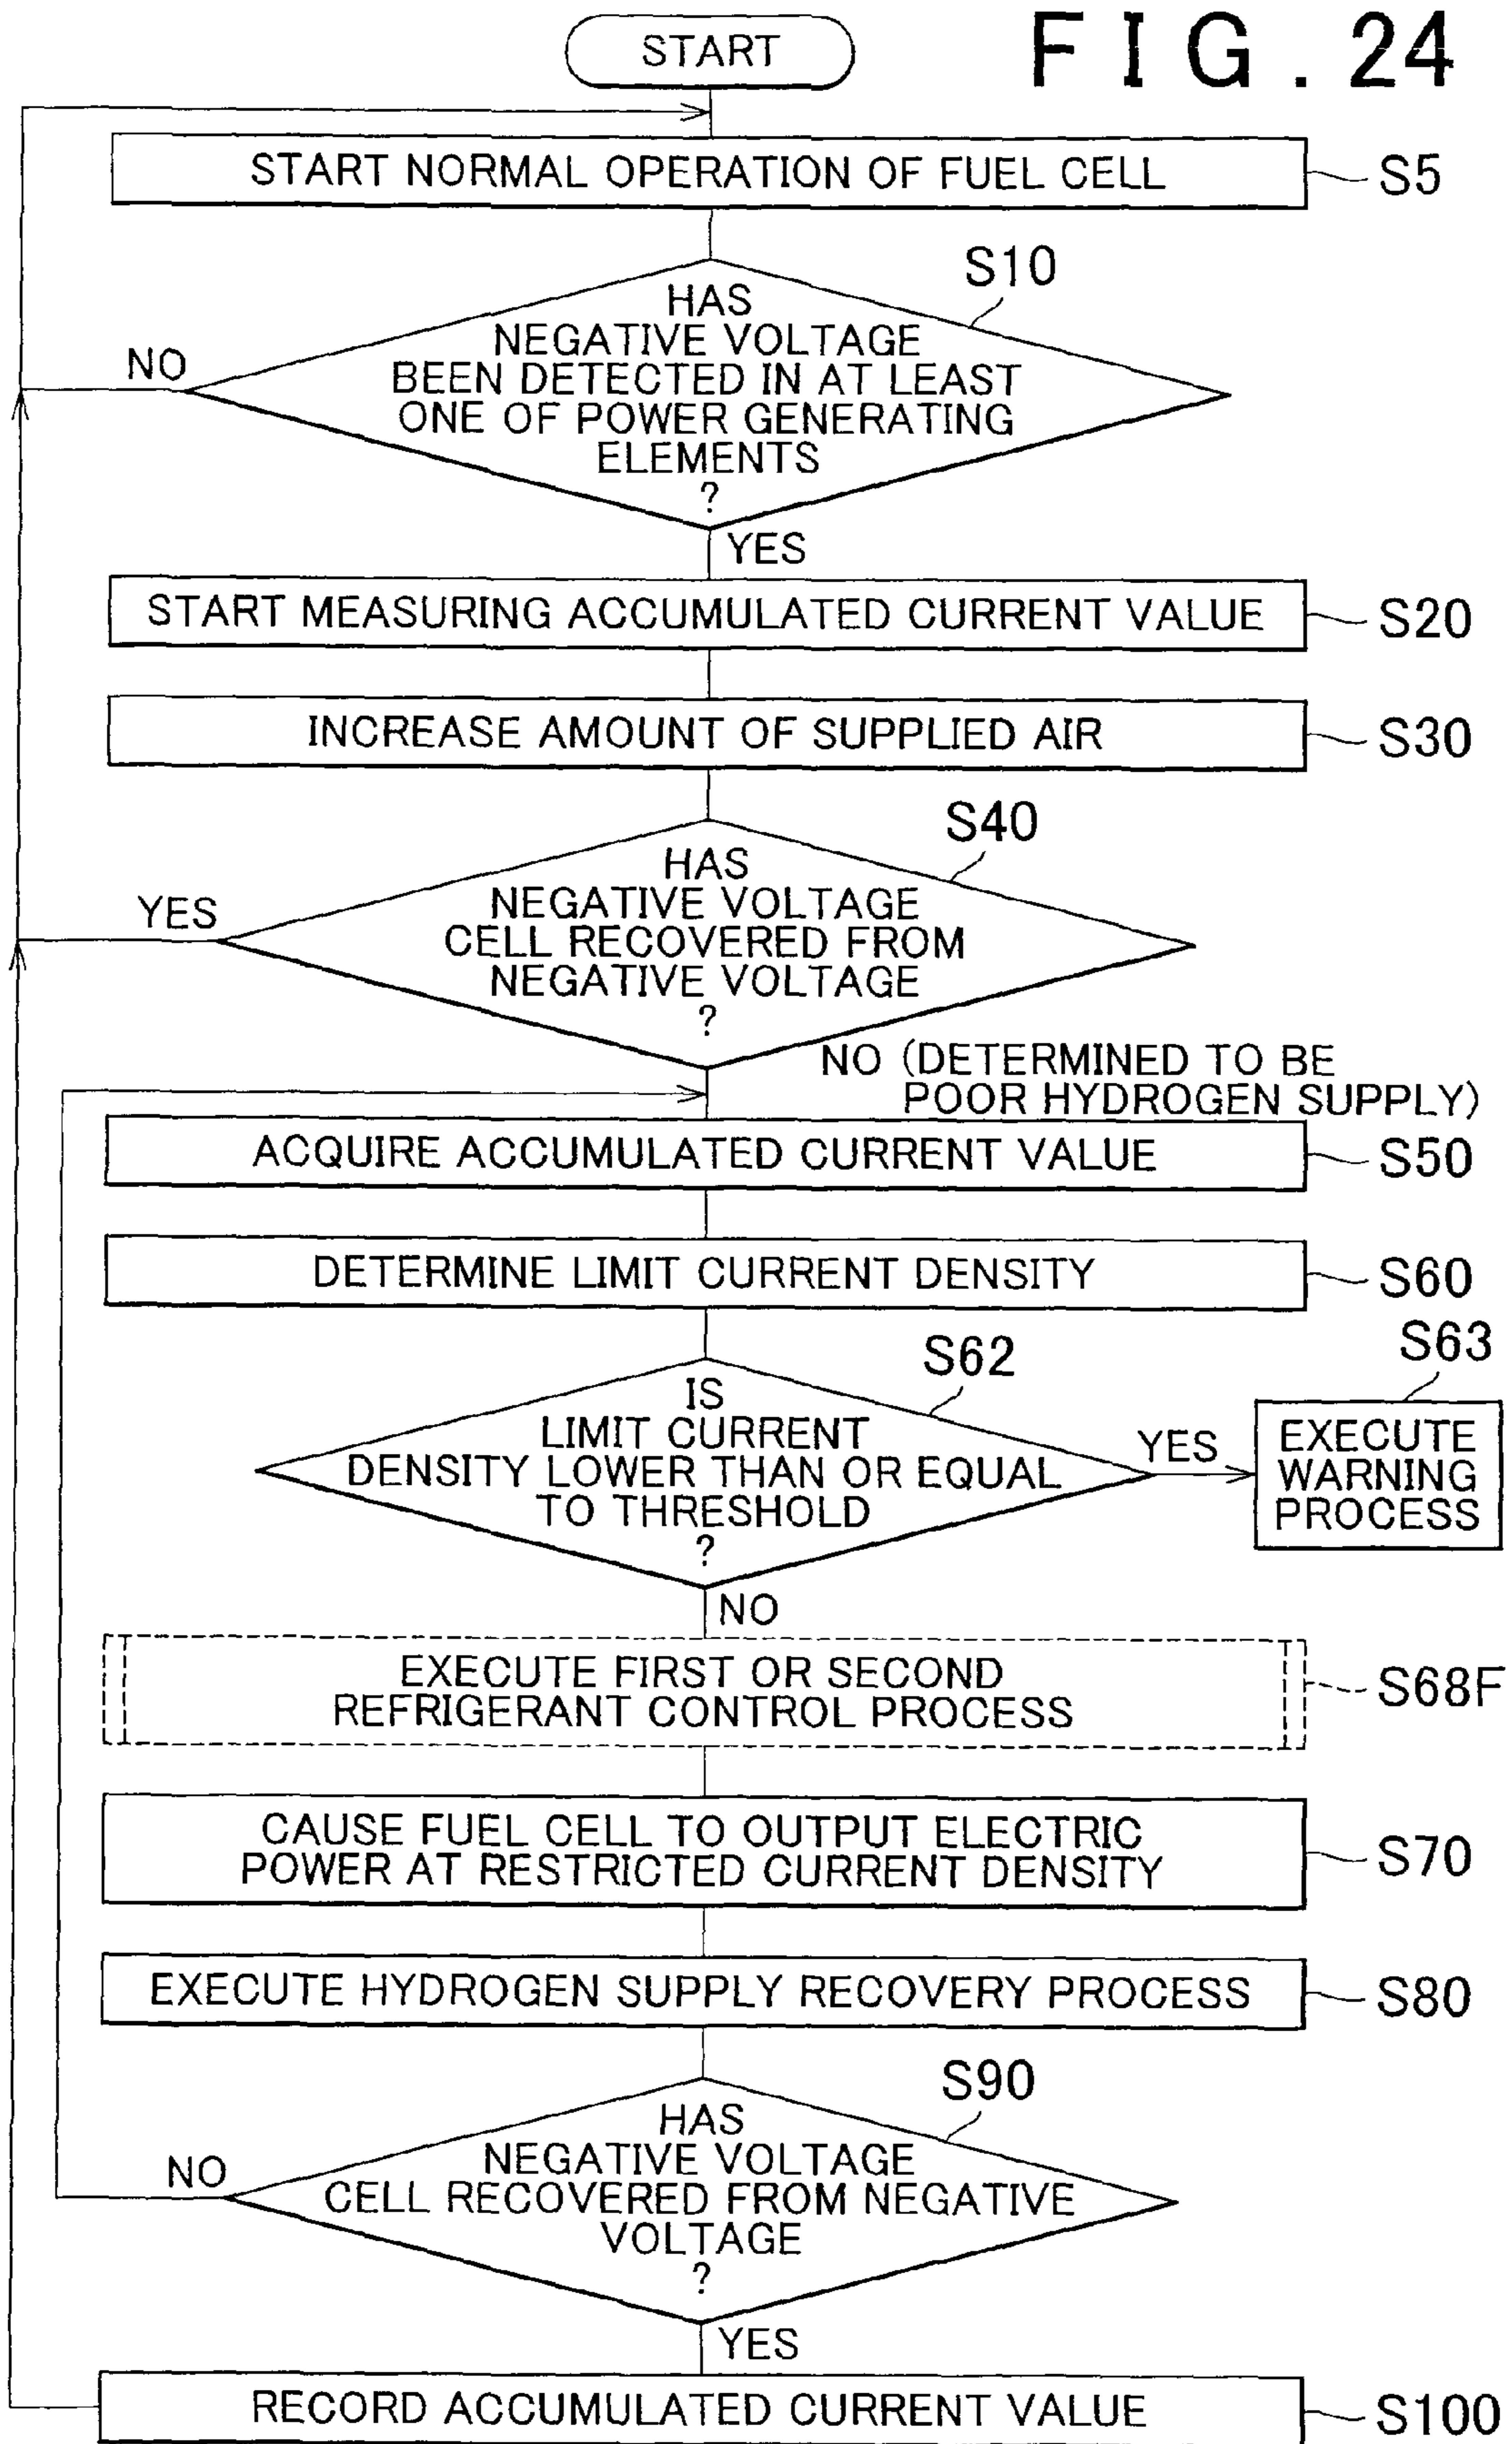 FIG. 24
START
START NORMAL OPERATION OF FUEL CELL
S5
S10
HAS
NEGATIVE VOLTAGE
BEEN DETECTED IN AT LEAST
ONE OF POWER GENERATING
ELEMENTS
?
NO
YES
START MEASURING ACCUMULATED CURRENT VALUE
S20
INCREASE AMOUNT OF SUPPLIED AIR
S30
S40
HAS
NEGATIVE VOLTAGE
CELL RECOVERED FROM
NEGATIVE VOLTAGE
?
YES
NO (DETERMINED TO BE
POOR HYDROGEN SUPPLY)
ACQUIRE ACCUMULATED CURRENT VALUE
S50
DETERMINE LIMIT CURRENT DENSITY
S60
S62
IS
LIMIT CURRENT
DENSITY LOWER THAN OR EQUAL
TO THRESHOLD
?
YES
S63
EXECUTE
WARNING
PROCESS
NO
EXECUTE FIRST OR SECOND
REFRIGERANT CONTROL PROCESS
S68F
CAUSE FUEL CELL TO OUTPUT ELECTRIC
POWER AT RESTRICTED CURRENT DENSITY
S70
EXECUTE HYDROGEN SUPPLY RECOVERY PROCESS
S80
S90
HAS
NEGATIVE VOLTAGE
CELL RECOVERED FROM NEGATIVE
VOLTAGE
?
NO
YES
RECORD ACCUMULATED CURRENT VALUE
S100